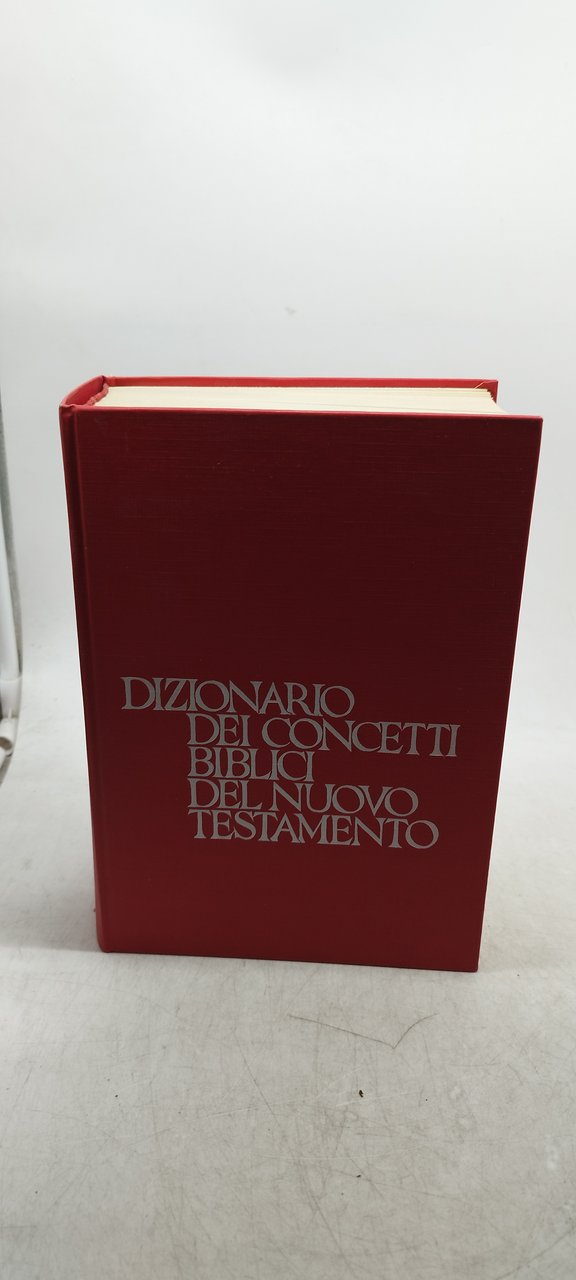 DIZIONARIO
DEI CONCETTI
BIBLICI
DEL NUOVO
TESTAMENTO